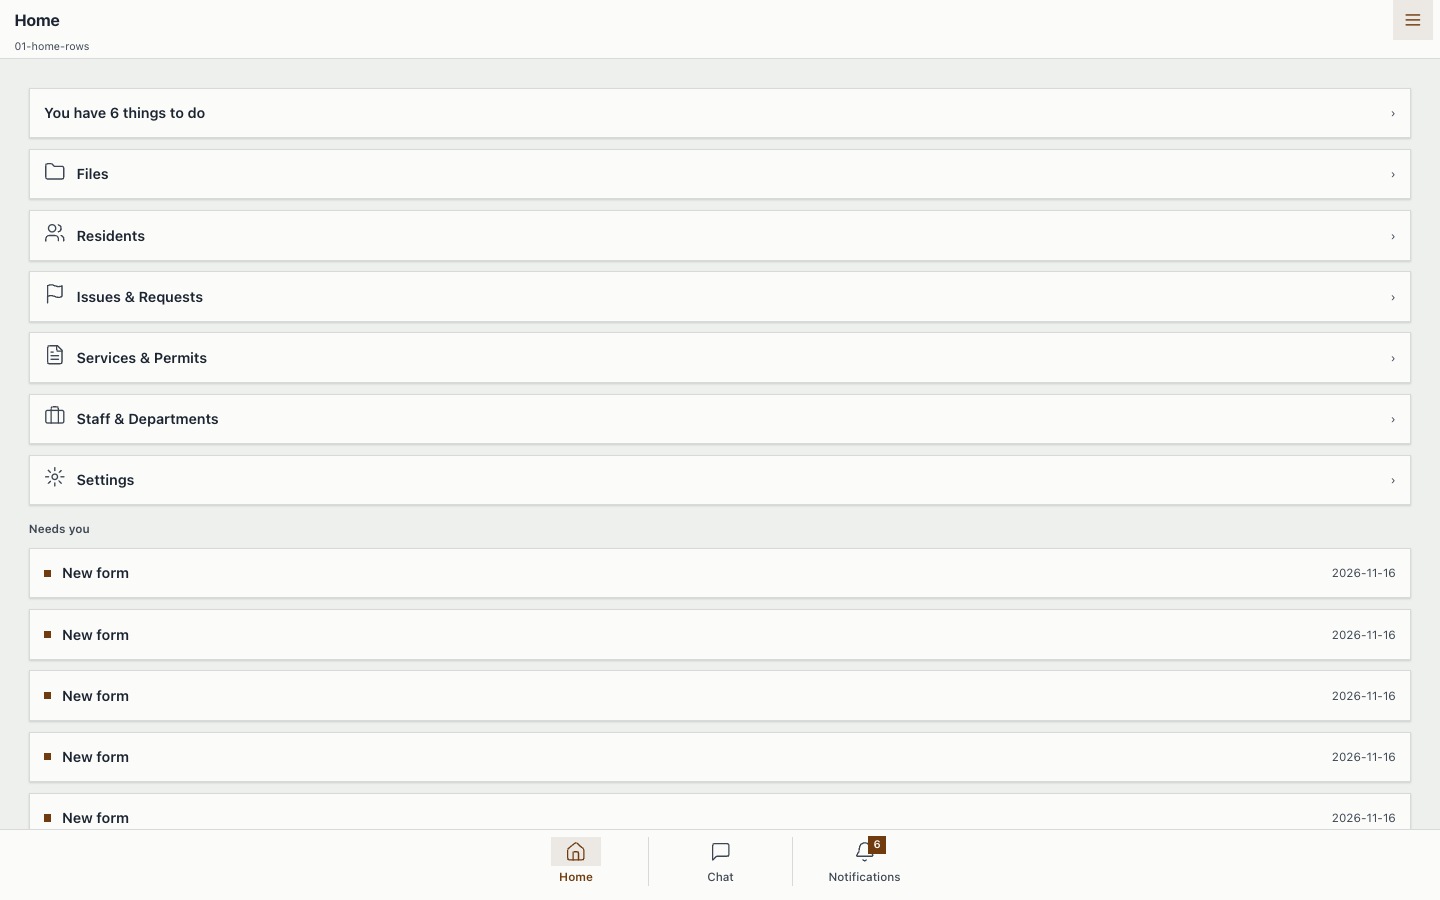 Home
01-home-rows
You have 6 things to do ›
Files ›
Residents ›
Issues & Requests ›
Services & Permits ›
Staff & Departments ›
Settings ›
Needs you
New form 2026-11-16
New form 2026-11-16
New form 2026-11-16
New form 2026-11-16
New form 2026-11-16
6
Home Chat Notifications